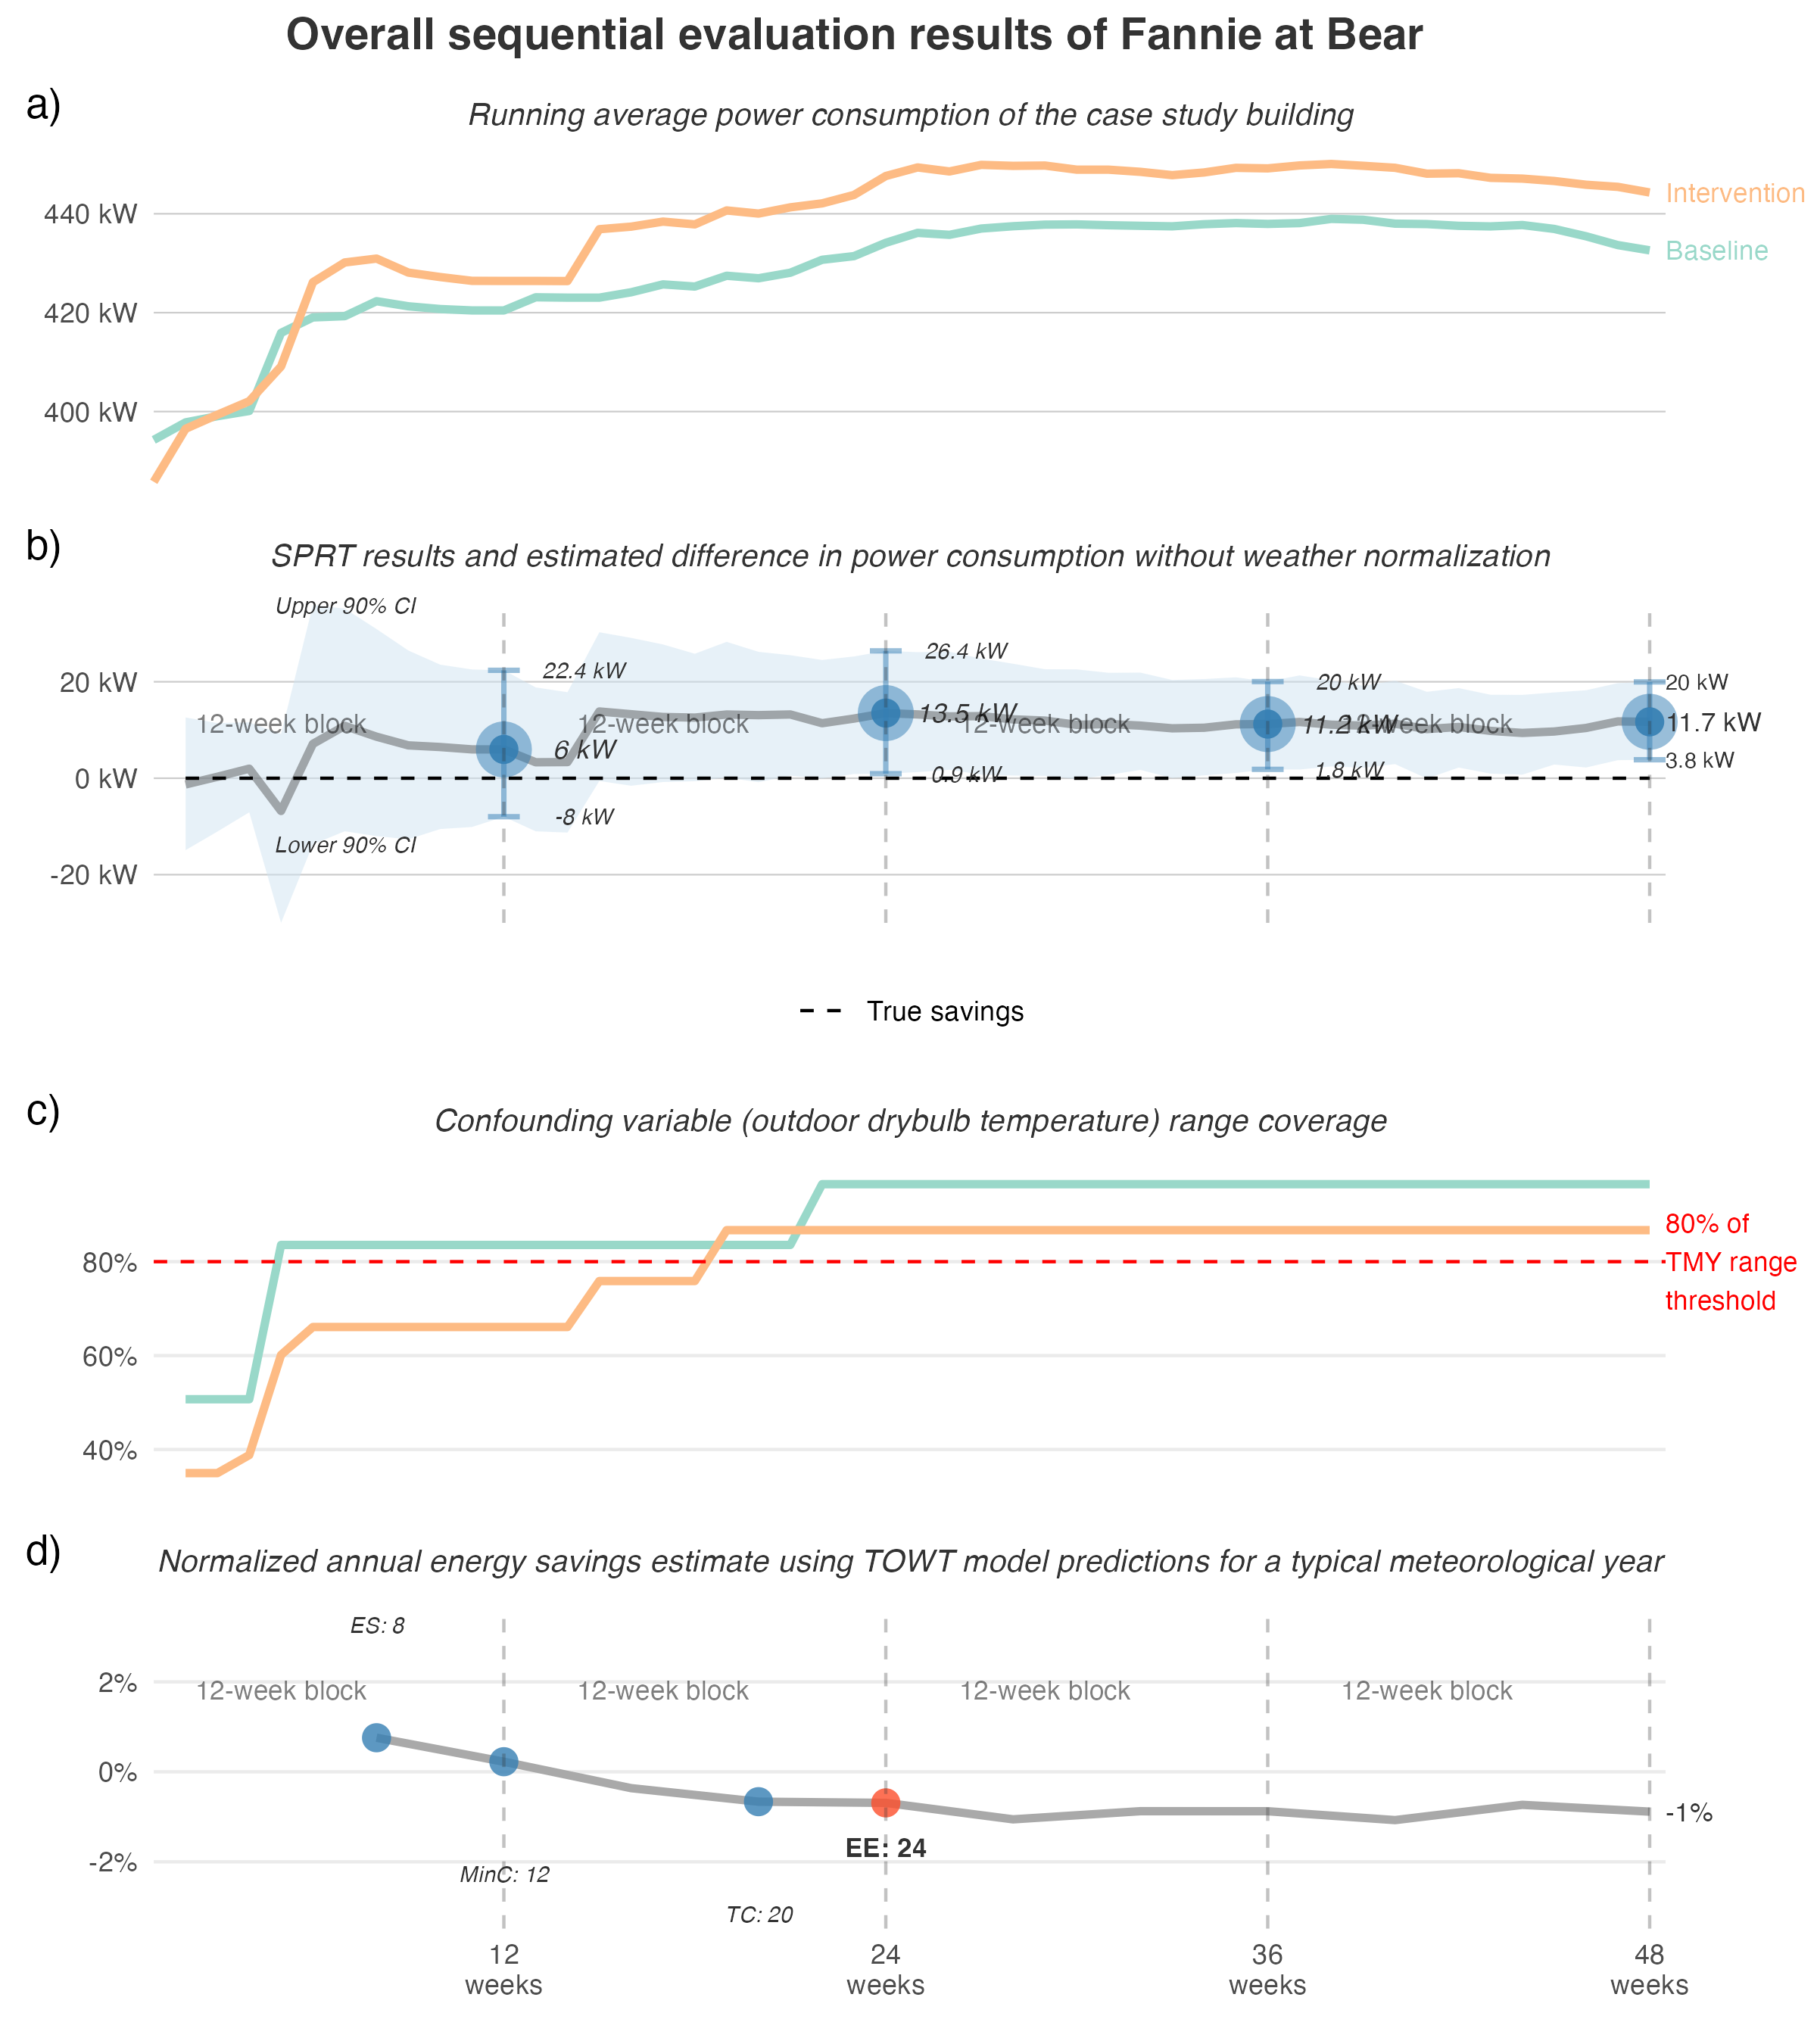 Overall sequential evaluation results of Fannie at Bear
a)
Running average power consumption of the case study building
440 kW
420 kW
400 kW
Intervention
Baseline
b)
SPRT results and estimated difference in power consumption without weather normalization
Upper 90% CI
Lower 90% CI
20 kW
0 kW
-20 kW
12-week block
12-week block
12-week block
12-week block
22.4 kW
6 kW
-8 kW
26.4 kW
13.5 kW
0.9 kW
20 kW
11.2 kW
1.8 kW
20 kW
11.7 kW
3.8 kW
True savings
c)
Confounding variable (outdoor drybulb temperature) range coverage
80%
60%
40%
80% of
TMY range
threshold
d)
Normalized annual energy savings estimate using TOWT model predictions for a typical meteorological year
ES: 8
2%
0%
-2%
12-week block
12-week block
12-week block
12-week block
-1%
EE: 24
MinC: 12
TC: 20
12
weeks
24
weeks
36
weeks
48
weeks